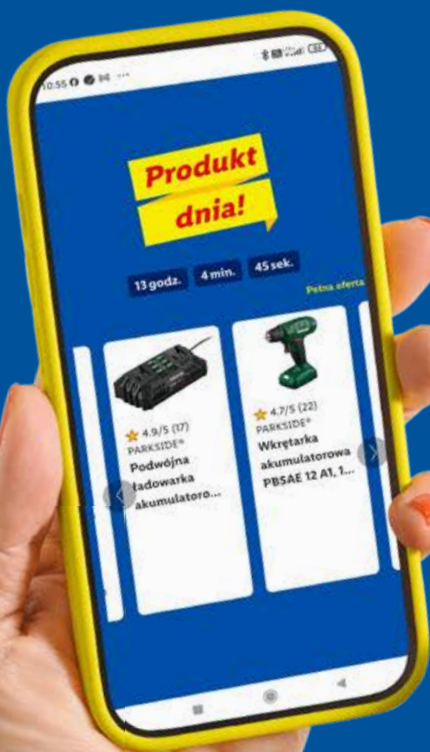 10:55
Produkt
dnia!
13 godz. 4 min. 45 sek.
Pełna oferta
4.9/5 (17)
PARKSIDE®
Podwójna
ładowarka
akumulatoro...
4.7/5 (22)
PARKSIDE®
Wkrętarka
akumulatorowa
PBSAE 12 A1, 1...